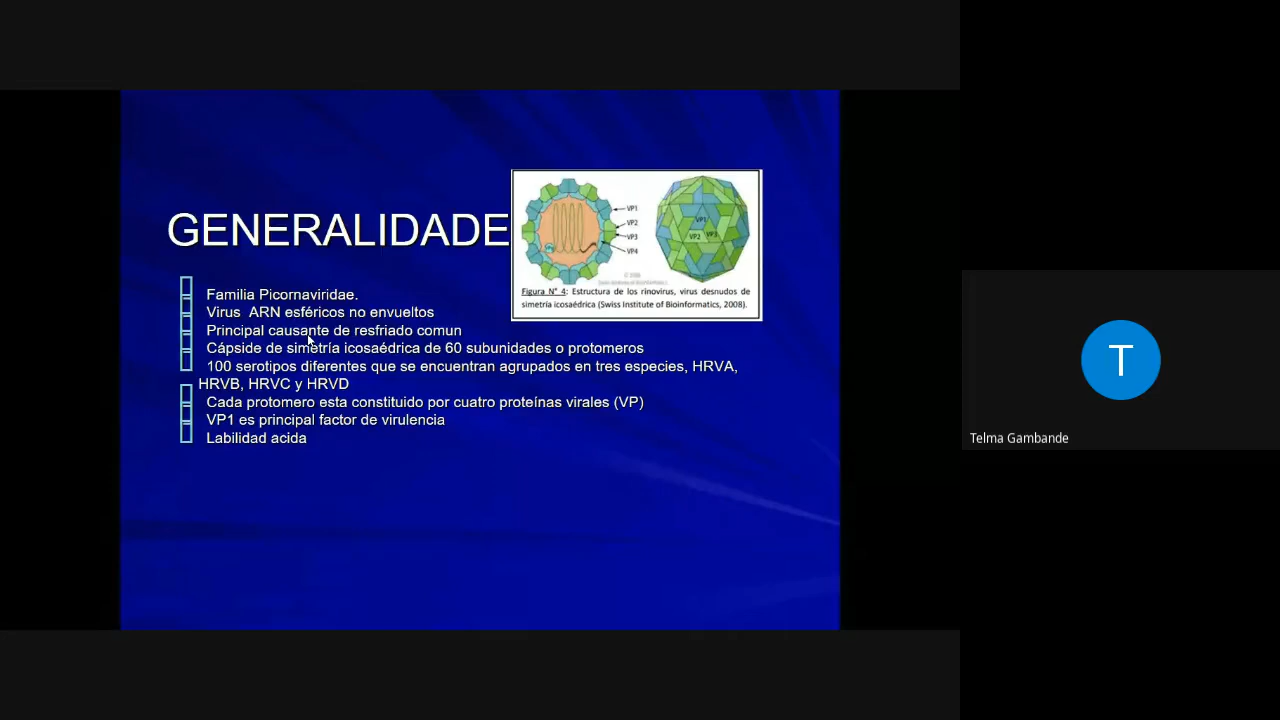 GENERALIDADE
VP1
VP2
VP3
VP4
VP1
VP2
VP3
Figura N° 4: Estructura de los rinovirus, virus desnudos de
simetría icosaédrica (Swiss Institute of Bioinformatics, 2008).
Familia Picornaviridae.
Virus ARN esféricos no envueltos
Principal causante de resfriado comun
Cápside de simetría icosaédrica de 60 subunidades o protomeros
100 serotipos diferentes que se encuentran agrupados en tres especies, HRVA,
HRVB, HRVC y HRVD
Cada protomero esta constituido por cuatro proteínas virales (VP)
VP1 es principal factor de virulencia
Labilidad acida
T
Telma Gambande